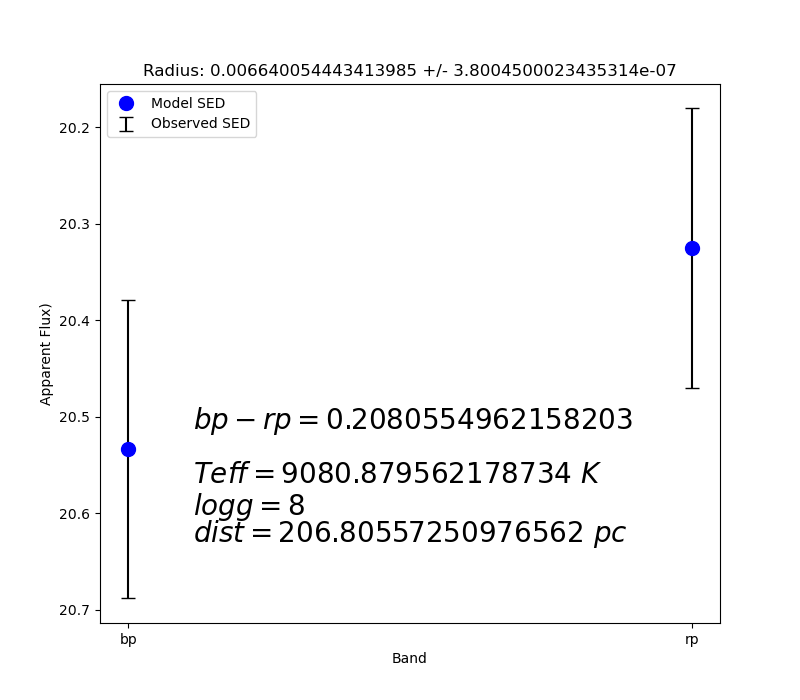 Radius: 0.006640054443413985 +/- 3.8004500023435314e-07
Model SED
Observed SED
20.2
20.3
20.4
20.5
20.6
20.7
Apparent Flux)
bp − rp = 0.2080554962158203
Teff = 9080.879562178734 K
logg = 8
dist = 206.80557250976562 pc
bp
rp
Band